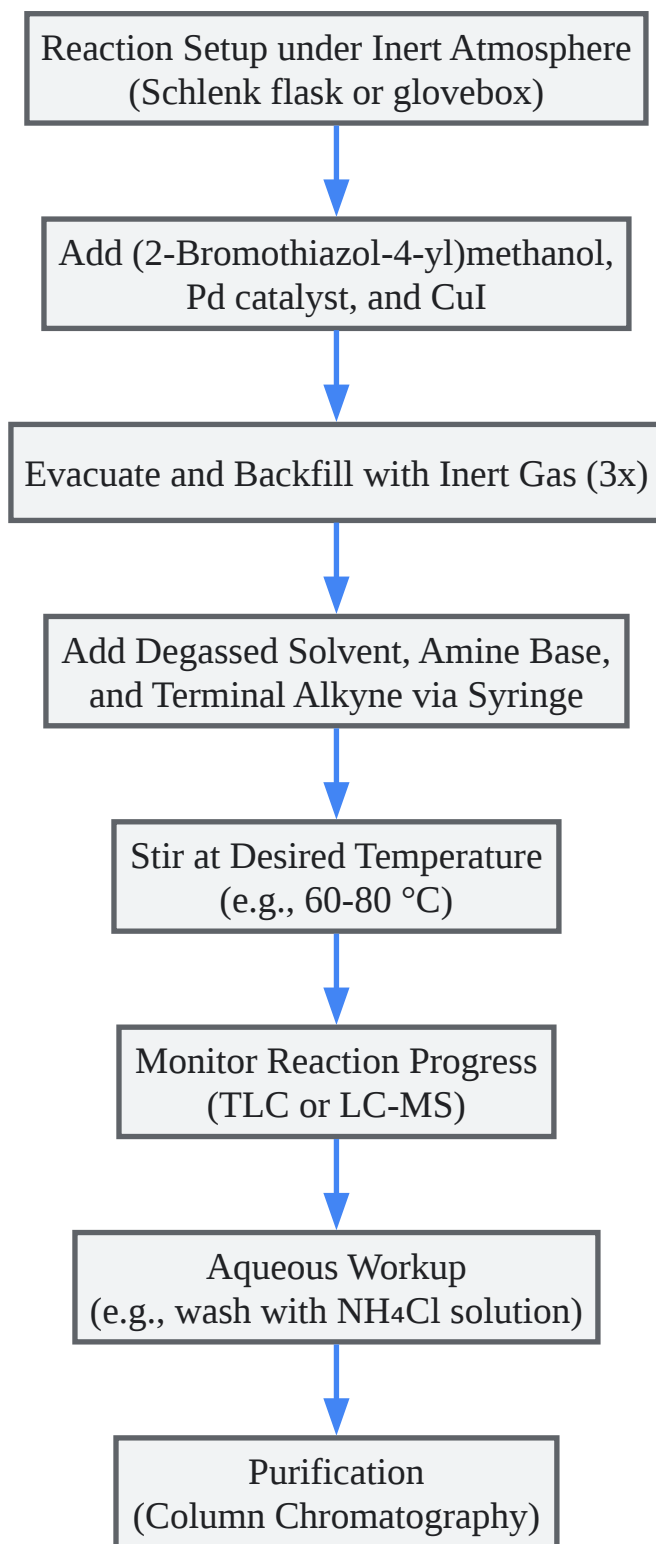 Reaction Setup under Inert Atmosphere
(Schlenk flask or glovebox)
Add (2-Bromothiazol-4-yl)methanol,
Pd catalyst, and CuI
Evacuate and Backfill with Inert Gas (3x)
Add Degassed Solvent, Amine Base,
and Terminal Alkyne via Syringe
Stir at Desired Temperature
(e.g., 60-80 °C)
Monitor Reaction Progress
(TLC or LC-MS)
Aqueous Workup
(e.g., wash with NH₄Cl solution)
Purification
(Column Chromatography)